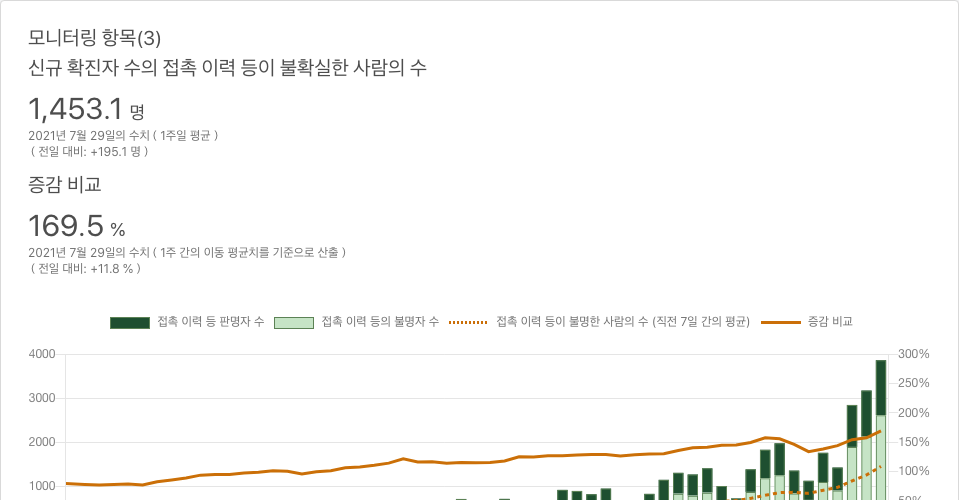 모니터링 항목(3)
신규 확진자 수의 접촉 이력 등이 불확실한 사람의 수
1,453.1 명
2021년 7월 29일의 수치 ( 1주일 평균 )
( 전일 대비: +195.1 명 )
증감 비교
169.5 %
2021년 7월 29일의 수치 ( 1주 간의 이동 평균치를 기준으로 산출 )
( 전일 대비: +11.8 % )
접촉 이력 등 판명자 수 접촉 이력 등의 불명자 수 접촉 이력 등이 불명한 사람의 수 (직전 7일 간의 평균) 증감 비교
4000 300%
250%
3000
200%
2000 150%
100%
1000
50%